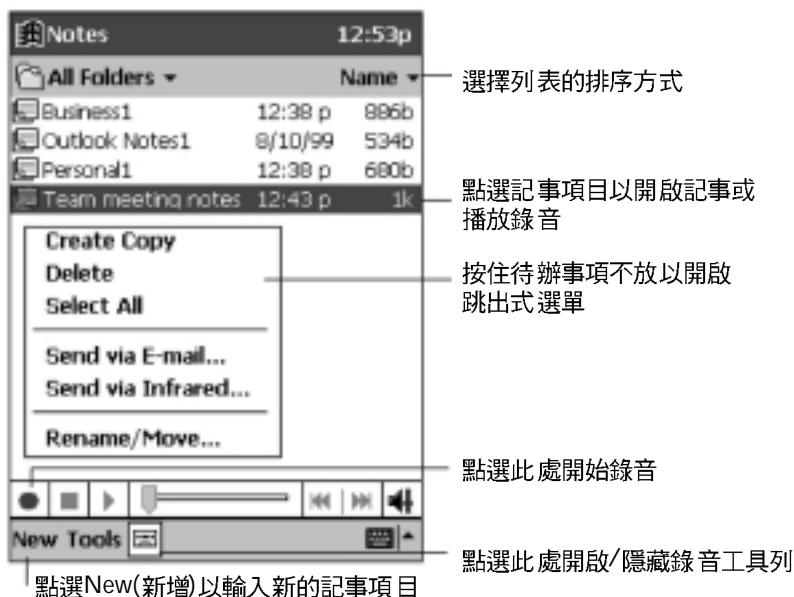 Notes 12:53p
All Folders Name
選擇列表的排序方式
Business1 12:38 p 886b
Outlook Notes1 8/10/99 534b
Personal1 12:38 p 680b
Team meeting notes 12:43 p 1k
點選記事項目以開啟記事或
播放錄音
Create Copy
Delete
Select All
Send via E-mail...
Send via Infrared...
Rename/Move...
按住待辦事項不放以開啟
跳出式選單
點選此處開始錄音
New Tools
點選此處開啟/隱藏錄音工具列
點選New(新增)以輸入新的記事項目